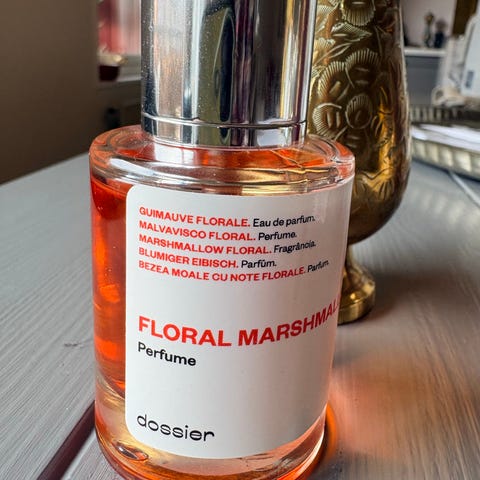 GUIMAUVE FLORALE. Eau de parfum.
MALVAVISCO FLORAL. Perfume.
MARSHMALLOW FLORAL. Fragrância.
BLUMIGER EIBISCH. Parfüm.
BEZEA MOALE CU NOTE FLORALE. Parfum.
FLORAL MARSHMAL
Perfume
dossier